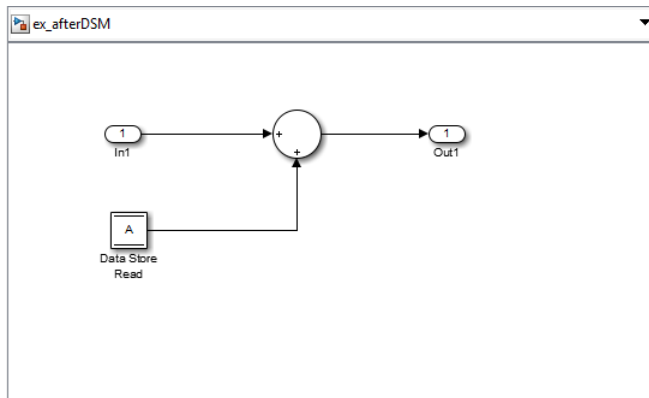 ex_afterDSM
1
In1
+
+
1
Out1
A
Data Store
Read